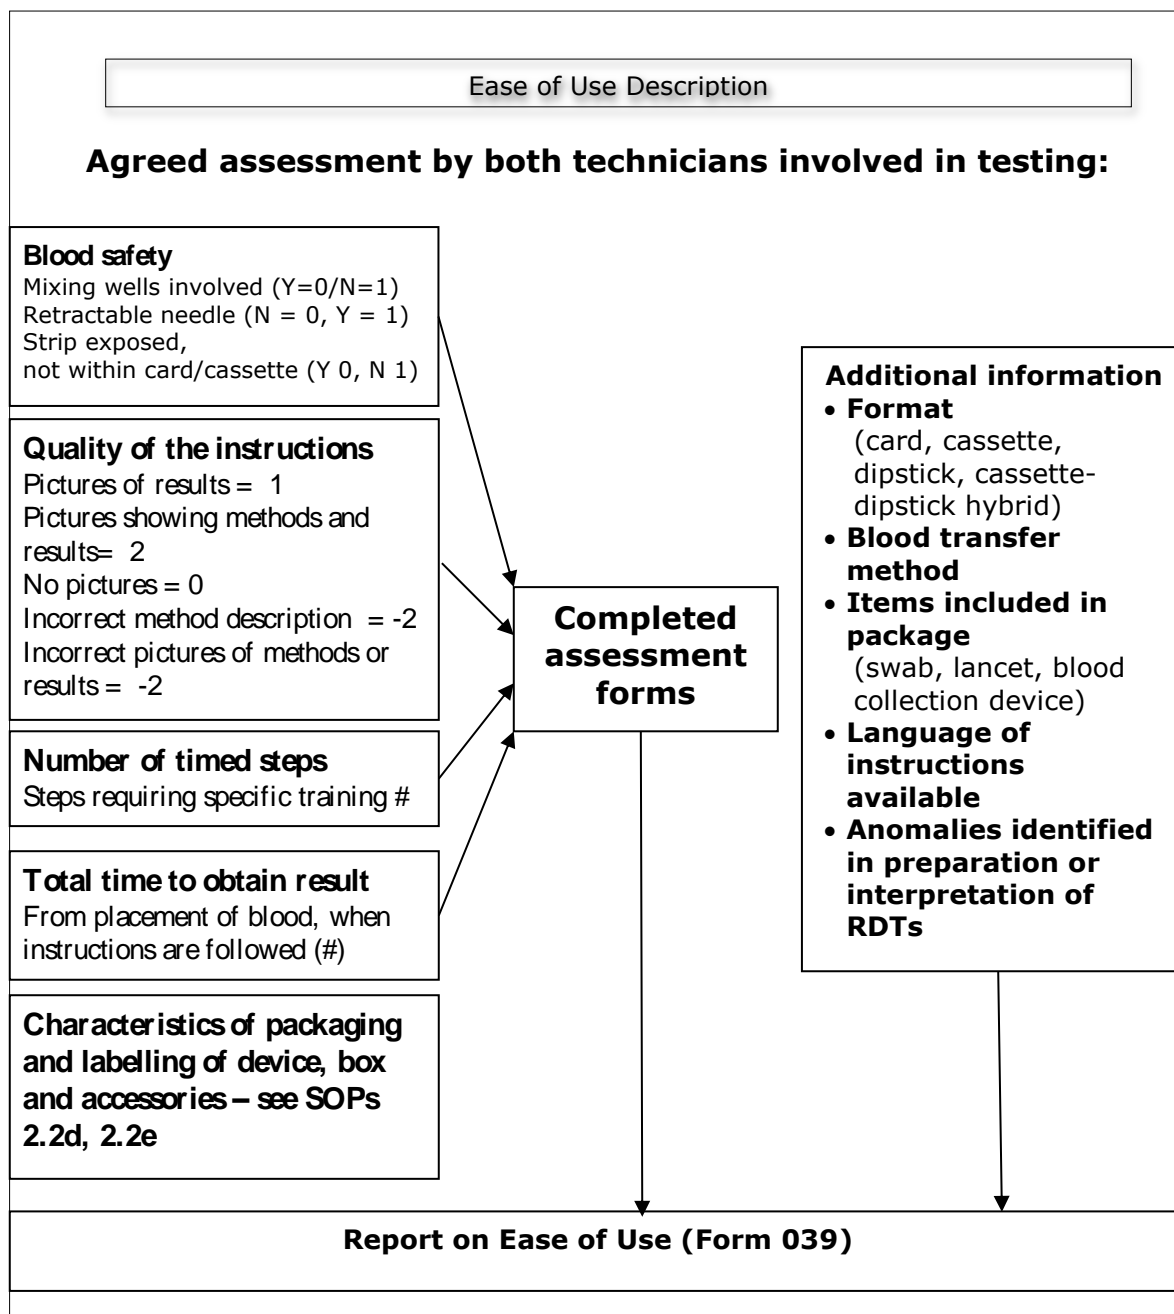 Ease of Use Description
Agreed assessment by both technicians involved in testing:
Blood safety
Mixing wells involved (Y=0/N=1)
Retractable needle (N = 0, Y = 1)
Strip exposed,
not within card/cassette (Y 0, N 1)
Quality of the instructions
Pictures of results = 1
Pictures showing methods and
results= 2
No pictures = 0
Incorrect method description = -2
Incorrect pictures of methods or
results = -2
Number of timed steps
Steps requiring specific training #
Total time to obtain result
From placement of blood, when
instructions are followed (#)
Characteristics of packaging
and labelling of device, box
and accessories – see SOPs
2.2d, 2.2e
Completed
assessment
forms
Additional information
• Format
(card, cassette,
dipstick, cassette-
dipstick hybrid)
• Blood transfer
method
• Items included in
package
(swab, lancet, blood
collection device)
• Language of
instructions
available
• Anomalies identified
in preparation or
interpretation of
RDTs
Report on Ease of Use (Form 039)